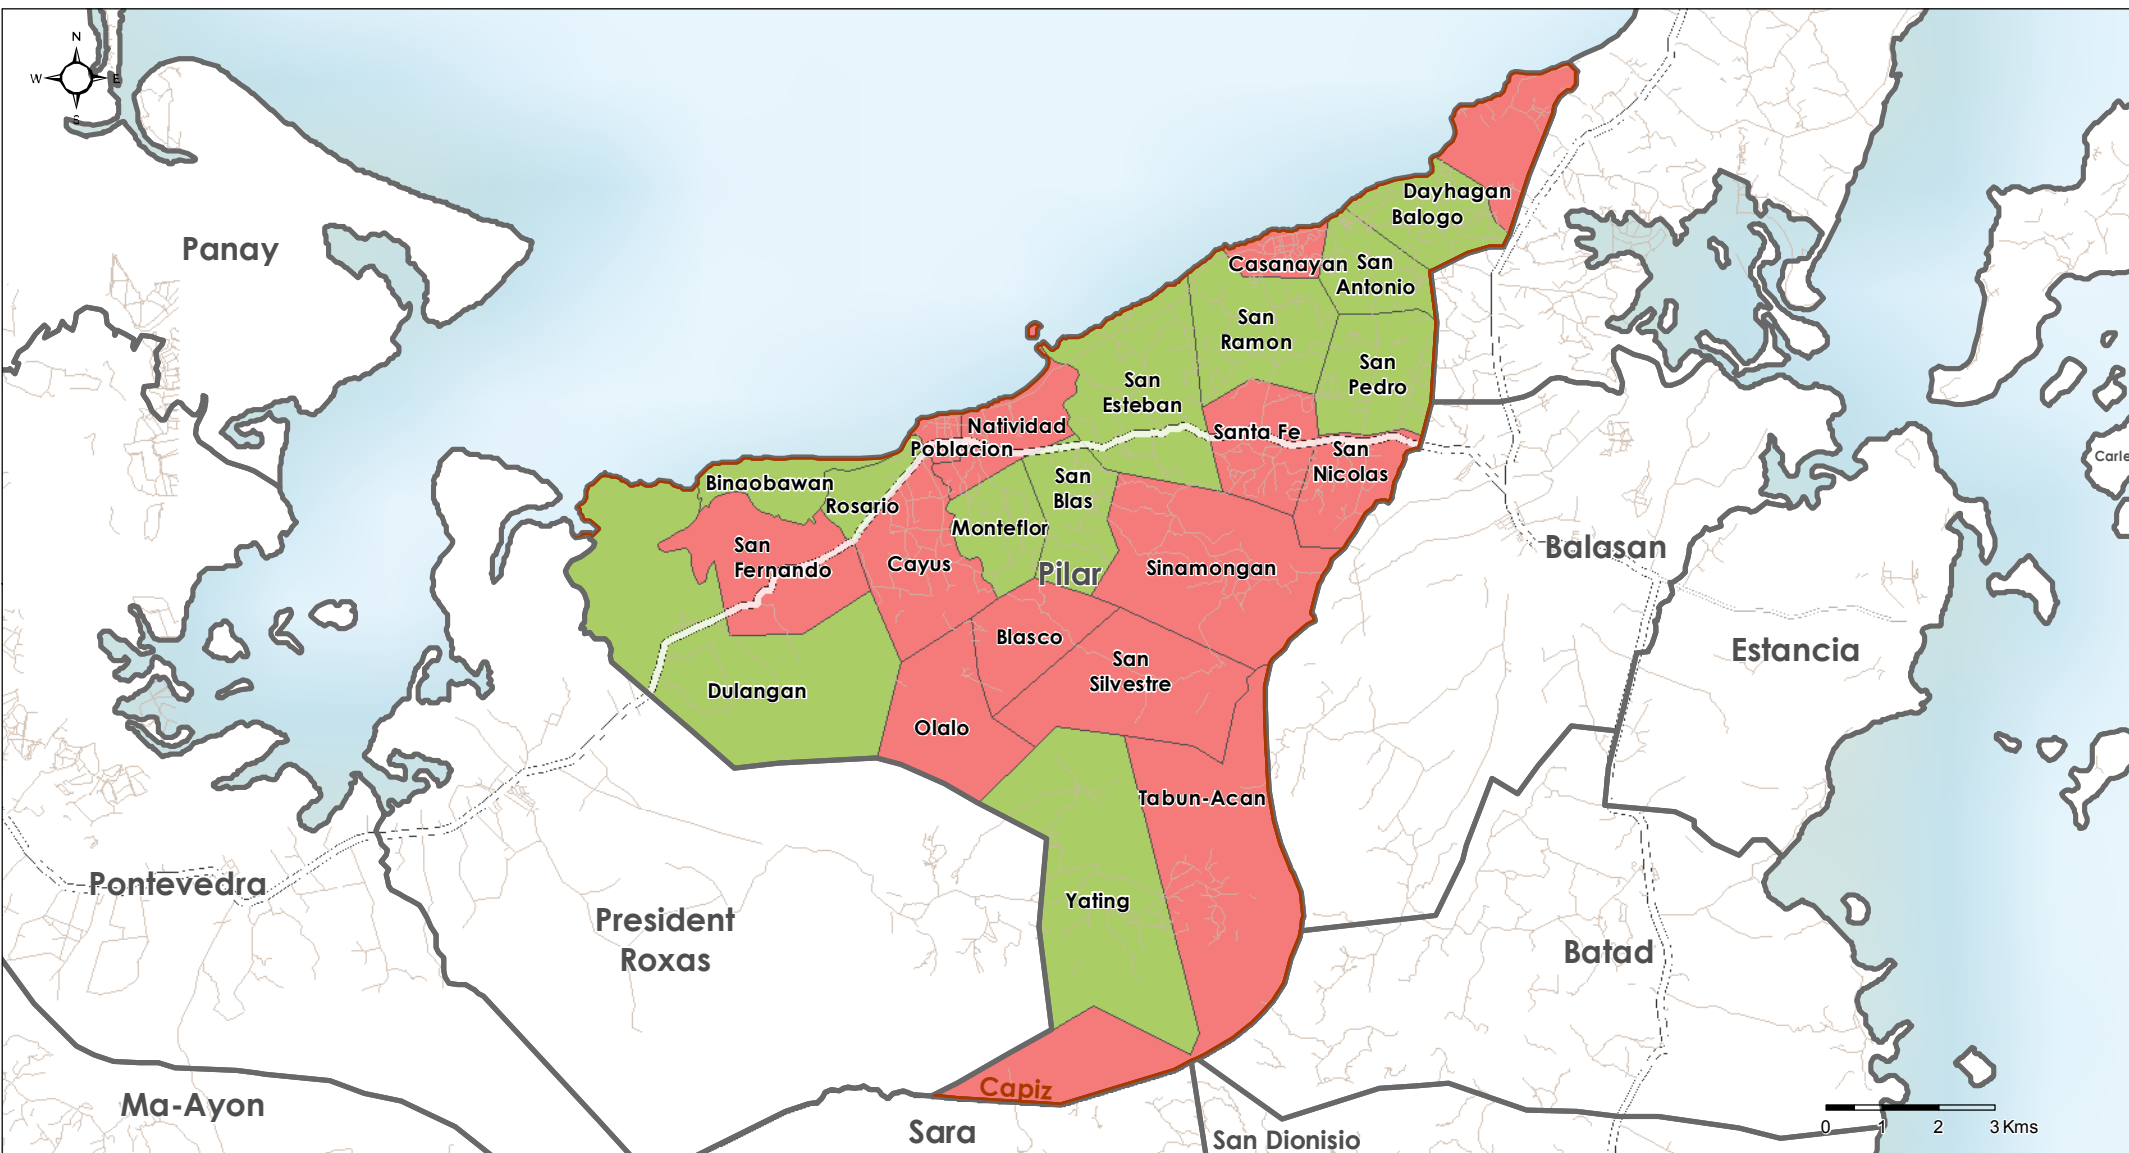 N
W
E
S
Panay
Dayhagan
Balogo
Casanayan
San
Antonio
San
Ramon
San
Pedro
San
Esteban
Natividad
Santa Fe
Poblacion
San
Nicolas
Carle
Binaobawan
Rosario
San
Blas
Monteflor
San
Fernando
Cayus
Pilar
Sinamongan
Balasan
Blasco
San
Silvestre
Estancia
Dulangan
Olalo
Tabun-Acan
Pontevedra
Yating
President
Roxas
Batad
Capiz
Ma-Ayon
Sara
San Dionisio
0 1 2 3 Kms